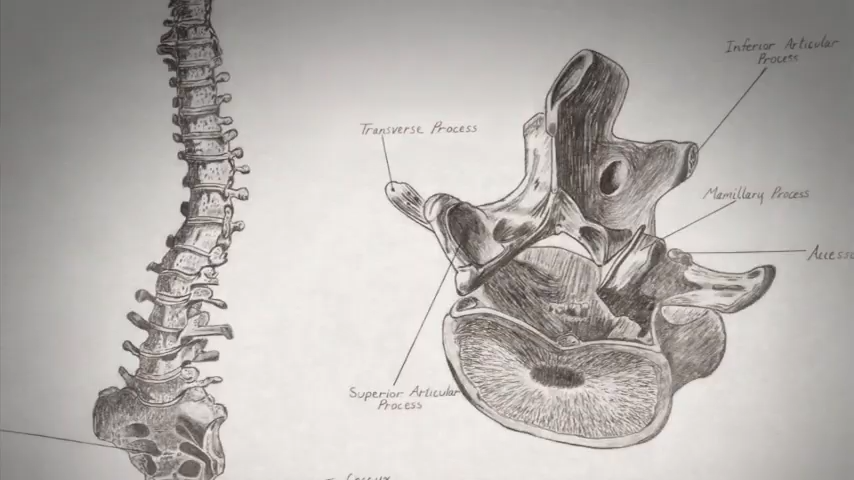 Inferior Articular
Process
Transverse Process
Mamillary Process
Superior Articular
Process